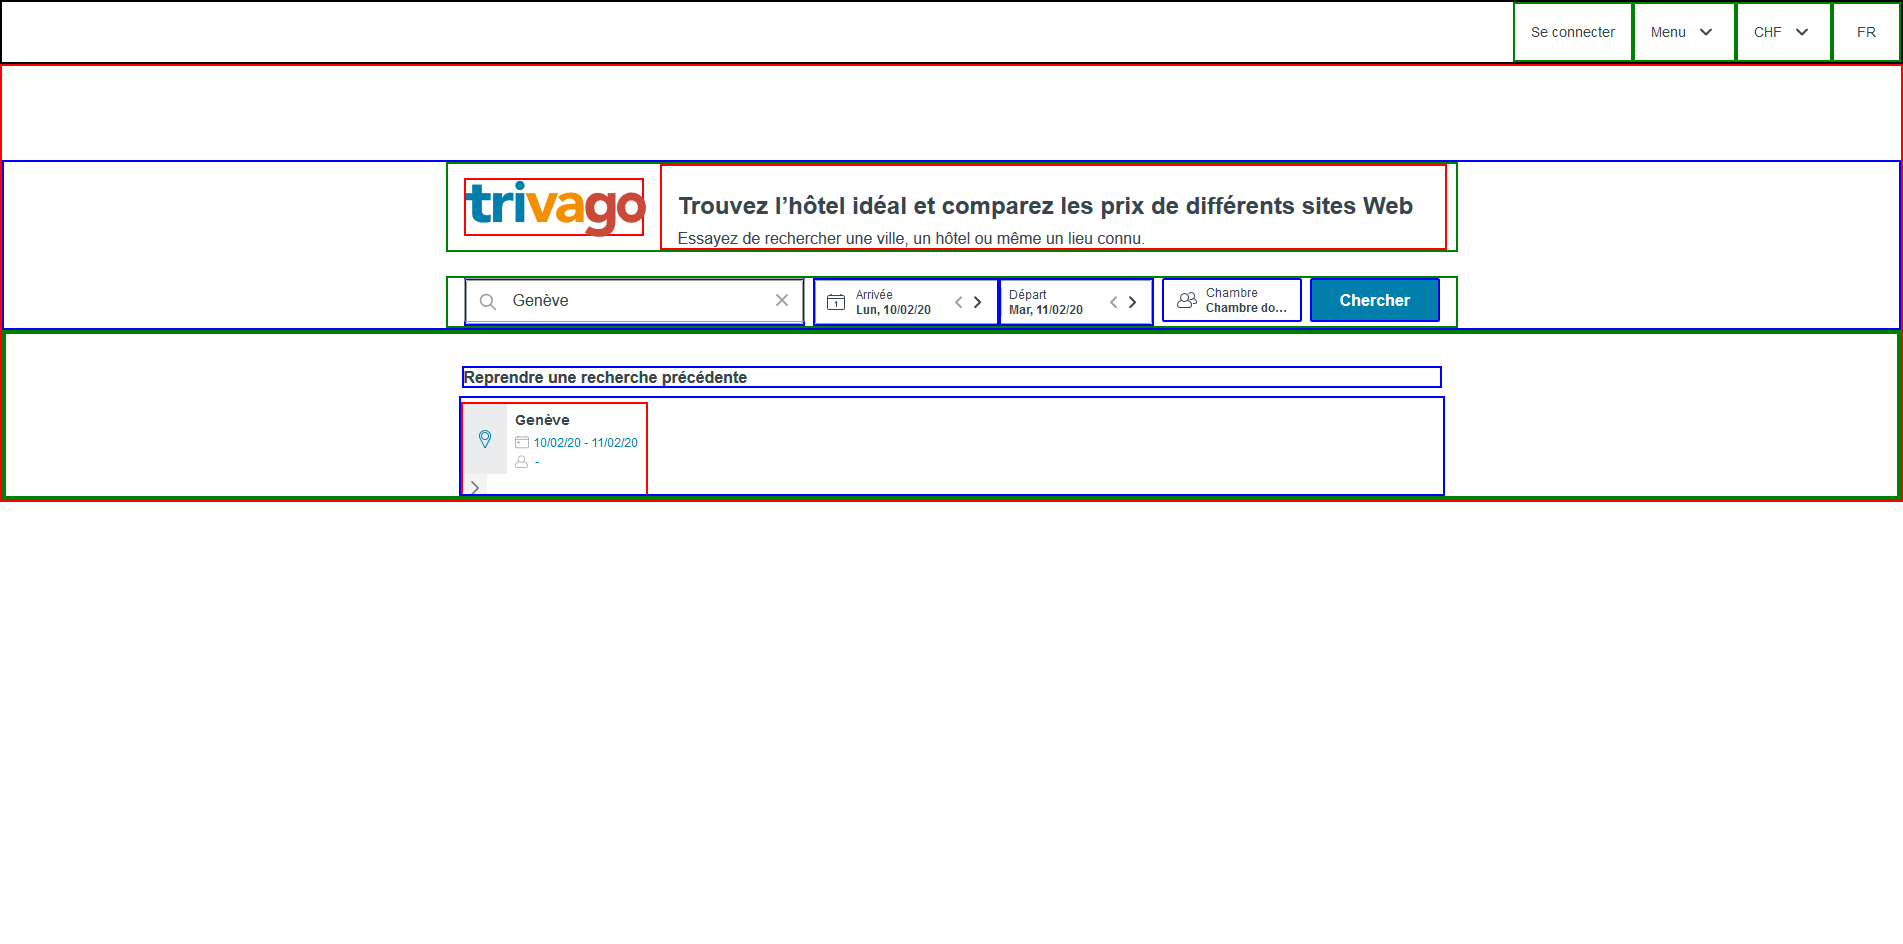 Se connecter Menu CHF FR
trivago
Trouvez l’hôtel idéal et comparez les prix de différents sites Web
Essayez de rechercher une ville, un hôtel ou même un lieu connu.
Genève
1
Arrivée
Lun, 10/02/20
Départ
Mar, 11/02/20
Chambre
Chambre do...
Chercher
Reprendre une recherche précédente
Genève
10/02/20 - 11/02/20
-